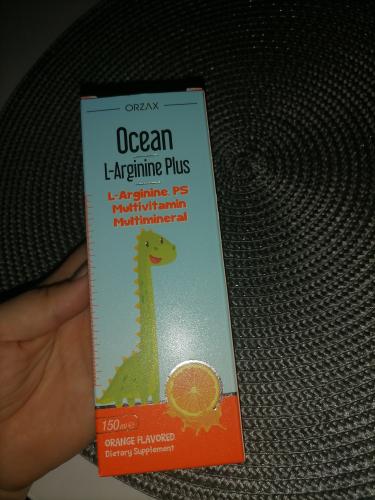 ORZAX
Ocean
L-Arginine Plus
L-Arginine, PS
Multivitamin
Multimineral
150 ml e
ORANGE FLAVORED
Dietary Supplement